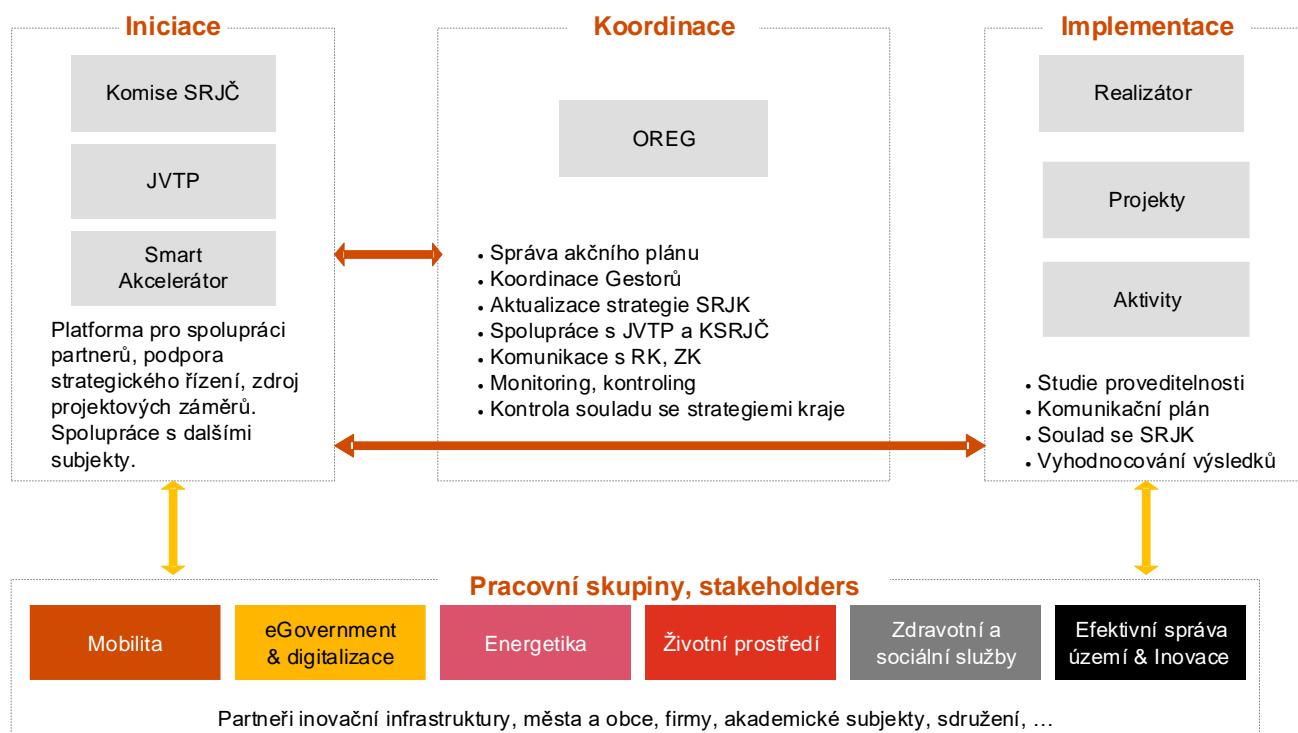 Iniciace
Komise SRJČ
JVTP
Smart
Akcelerátor
Platforma pro spolupráci
partnerů, podpora
strategického řízení, zdroj
projektových záměrů.
Spolupráce s dalšími
subjekty.
Koordinace
OREG
• Správa akčního plánu
• Koordinace Gestorů
• Aktualizace strategie SRJK
• Spolupráce s JVTP a KSRJČ
• Komunikace s RK, ZK
• Monitoring, kontroling
• Kontrola souladu se strategiemi kraje
Implementace
Realizátor
Projekty
Aktivity
• Studie proveditelnosti
• Komunikační plán
• Soulad se SRJK
• Vyhodnocování výsledků
Pracovní skupiny, stakeholders
Mobilita
eGovernment
& digitalizace
Energetika
Životní prostředí
Zdravotní a
sociální služby
Efektivní správa
území & Inovace
Partneři inovační infrastruktury, města a obce, firmy, akademické subjekty, sdružení, …